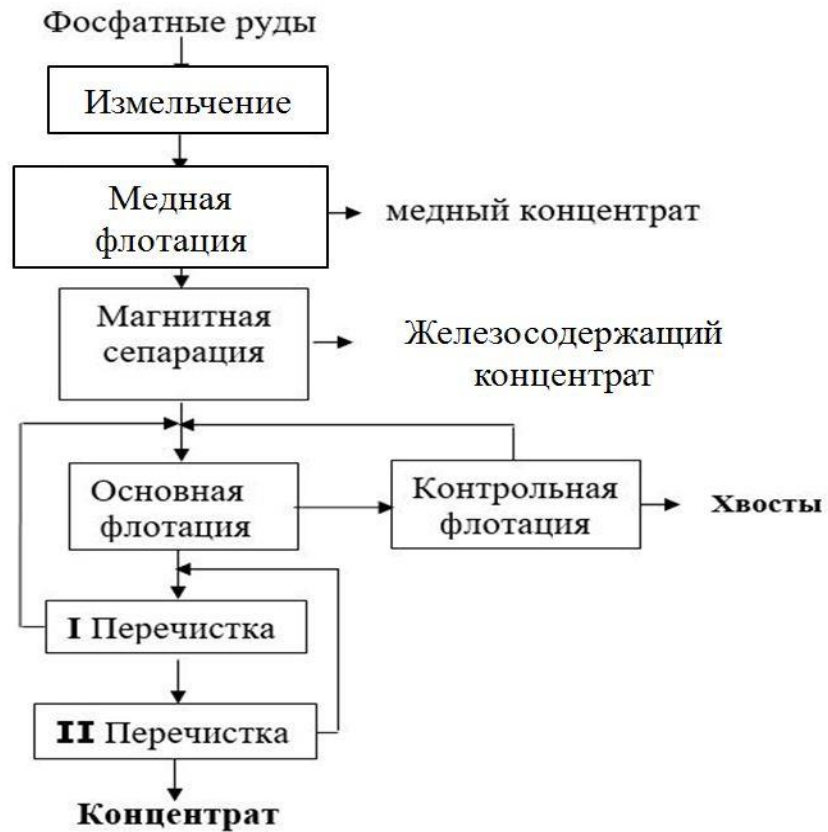 Фосфатные руды
Измельчение
Медная
флотация
медный концентрат
Магнитная
сепарация
Железосодержащий
концентрат
Основная
флотация
Контрольная
флотация
Хвосты
I Перечистка
II Перечистка
Концентрат